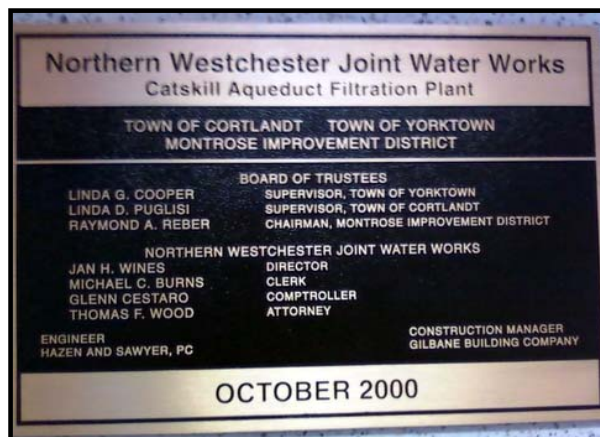 Northern Westchester Joint Water Works
Catskill Aqueduct Filtration Plant
TOWN OF CORTLANDT TOWN OF YORKTOWN
MONTROSE IMPROVEMENT DISTRICT
BOARD OF TRUSTEES
LINDA G. COOPER SUPERVISOR, TOWN OF YORKTOWN
LINDA D. PUGLISI SUPERVISOR, TOWN OF CORTLANDT
RAYMOND A. REBER CHAIRMAN, MONTROSE IMPROVEMENT DISTRICT
NORTHERN WESTCHESTER JOINT WATER WORKS
JAN H. WINES DIRECTOR
MICHAEL C. BURNS CLERK
GLENN CESTARO COMPTROLLER
THOMAS F. WOOD ATTORNEY
ENGINEER CONSTRUCTION MANAGER
HAZEN AND SAWYER, PC GILBANE BUILDING COMPANY
OCTOBER 2000